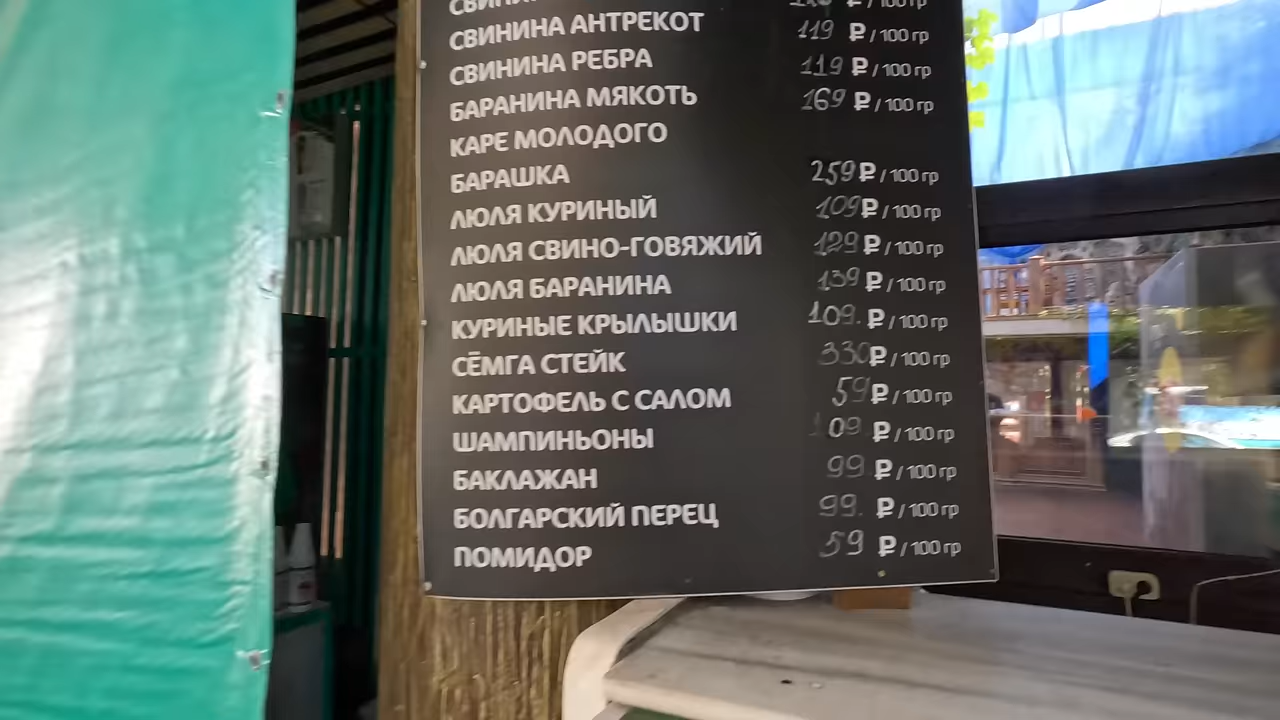 СВИНИНА АНТРЕКОТ 119 ₽ / 100 гр
СВИНИНА РЕБРА 119 ₽ / 100 гр
БАРАНИНА МЯКОТЬ 169 ₽ / 100 гр
КАРЕ МОЛОДОГО
БАРАШКА 259 ₽ / 100 гр
ЛЮЛЯ КУРИНЫЙ 109 ₽ / 100 гр
ЛЮЛЯ СВИНО-ГОВЯЖИЙ 129 ₽ / 100 гр
ЛЮЛЯ БАРАНИНА 139 ₽ / 100 гр
КУРИНЫЕ КРЫЛЫШКИ 109. ₽ / 100 гр
СЁМГА СТЕЙК 330 ₽ / 100 гр
КАРТОФЕЛЬ С САЛОМ 59 ₽ / 100 гр
ШАМПИНЬОНЫ 109 ₽ / 100 гр
БАКЛАЖАН 99 ₽ / 100 гр
БОЛГАРСКИЙ ПЕРЕЦ 99. ₽ / 100 гр
ПОМИДОР 59 ₽ / 100 гр